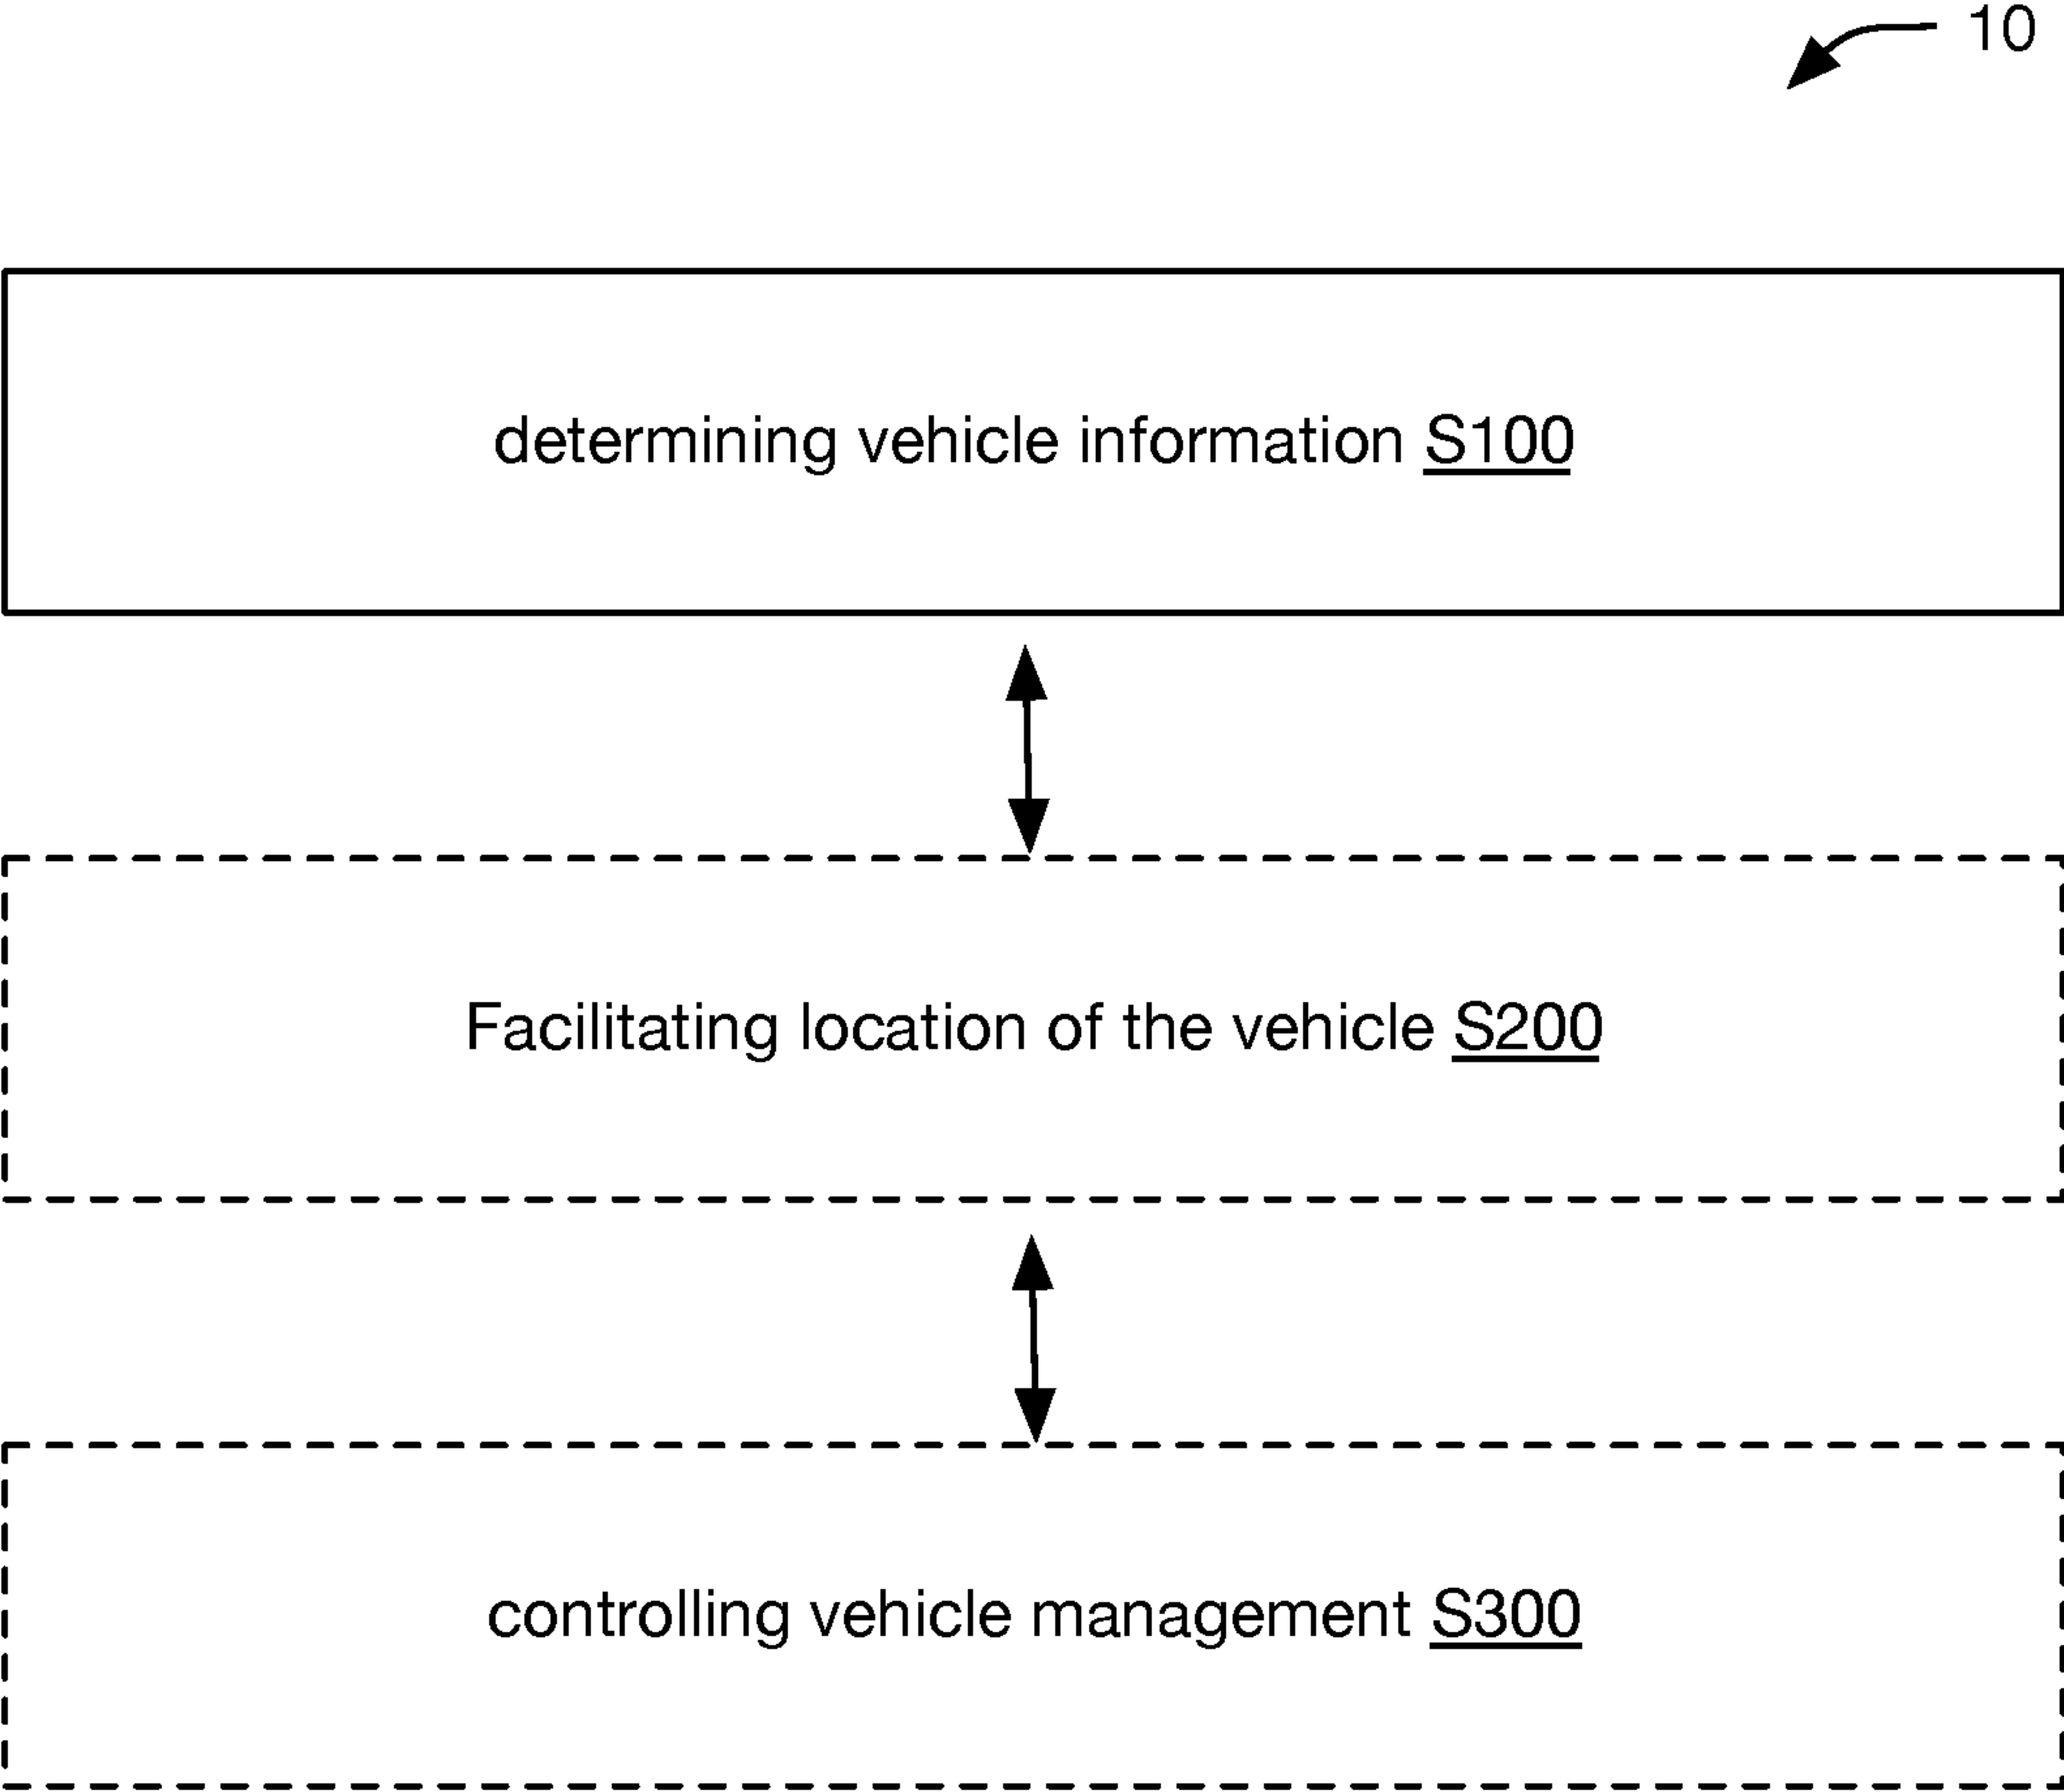 10
determining vehicle information S100
Facilitating location of the vehicle S200
controlling vehicle management S300